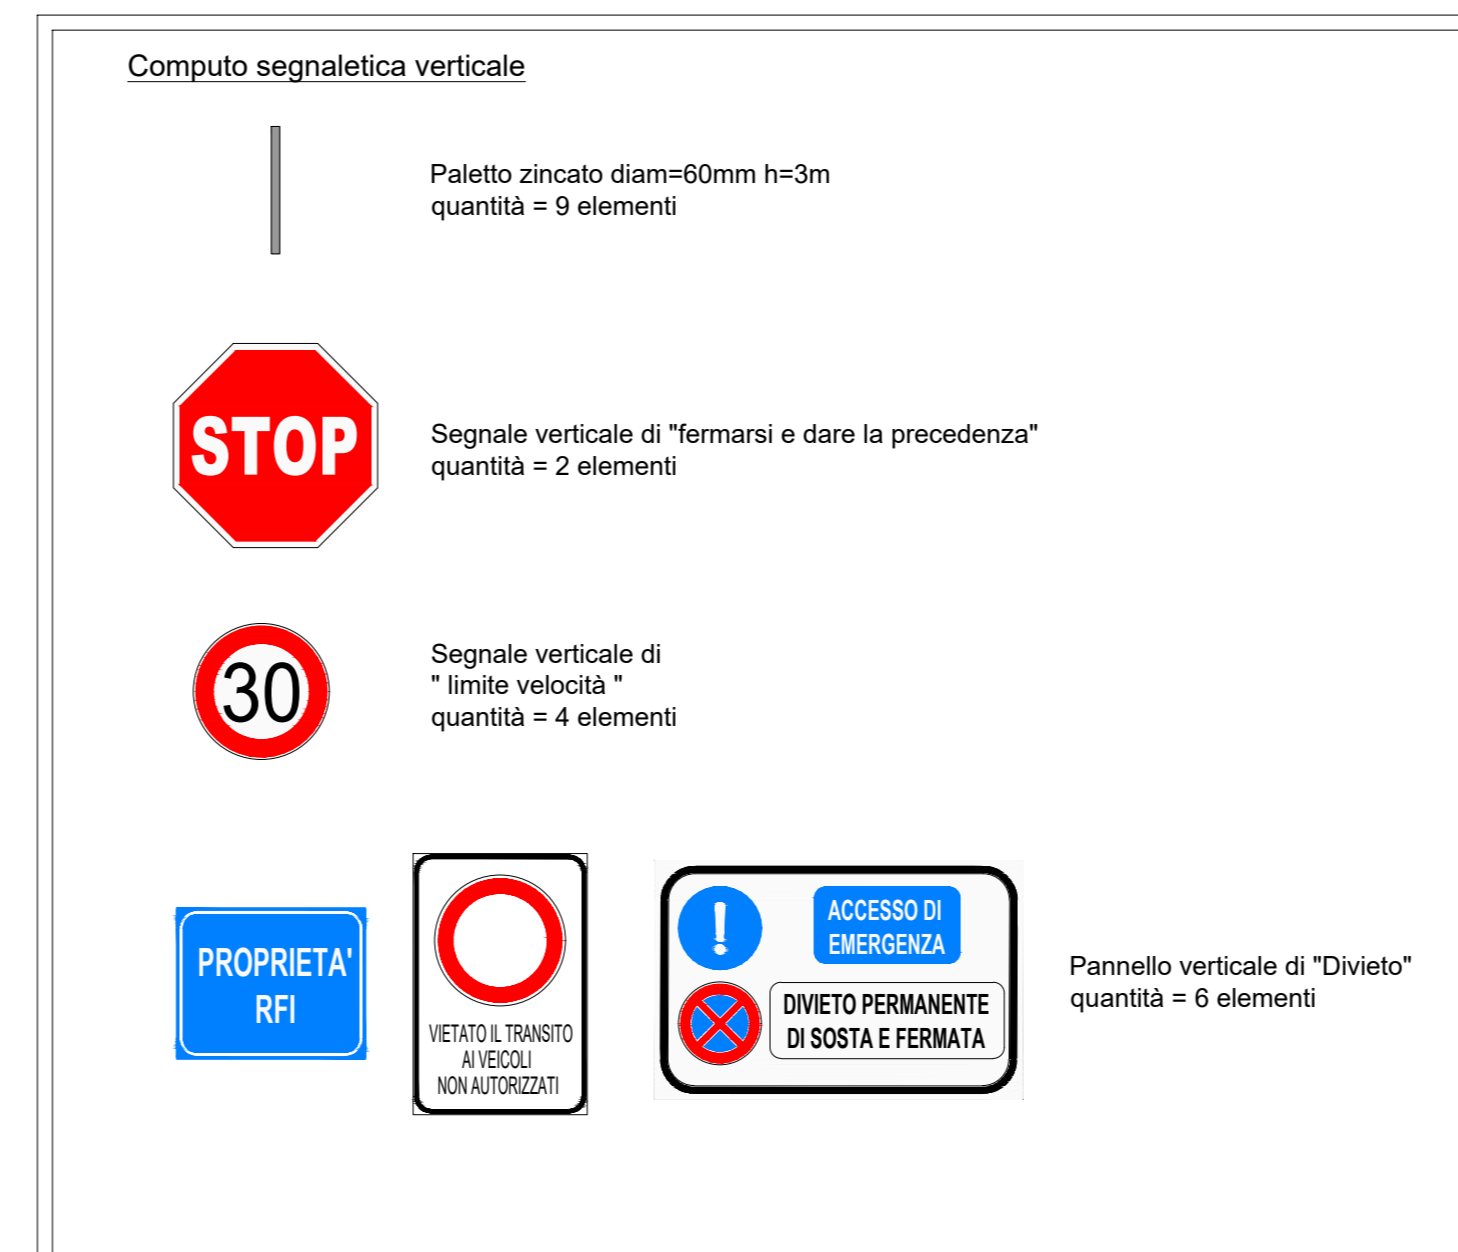 Computo segnaletica verticale
Paletto zincato diam=60mm h=3m
quantità = 9 elementi
STOP
Segnale verticale di "fermarsi e dare la precedenza"
quantità = 2 elementi
30
Segnale verticale di
" limite velocità "
quantità = 4 elementi
PROPRIETA'
RFI
VIETATO IL TRANSITO
AI VEICOLI
NON AUTORIZZATI
!
ACCESSO DI
EMERGENZA
DIVIETO PERMANENTE
DI SOSTA E FERMATA
Pannello verticale di "Divieto"
quantità = 6 elementi